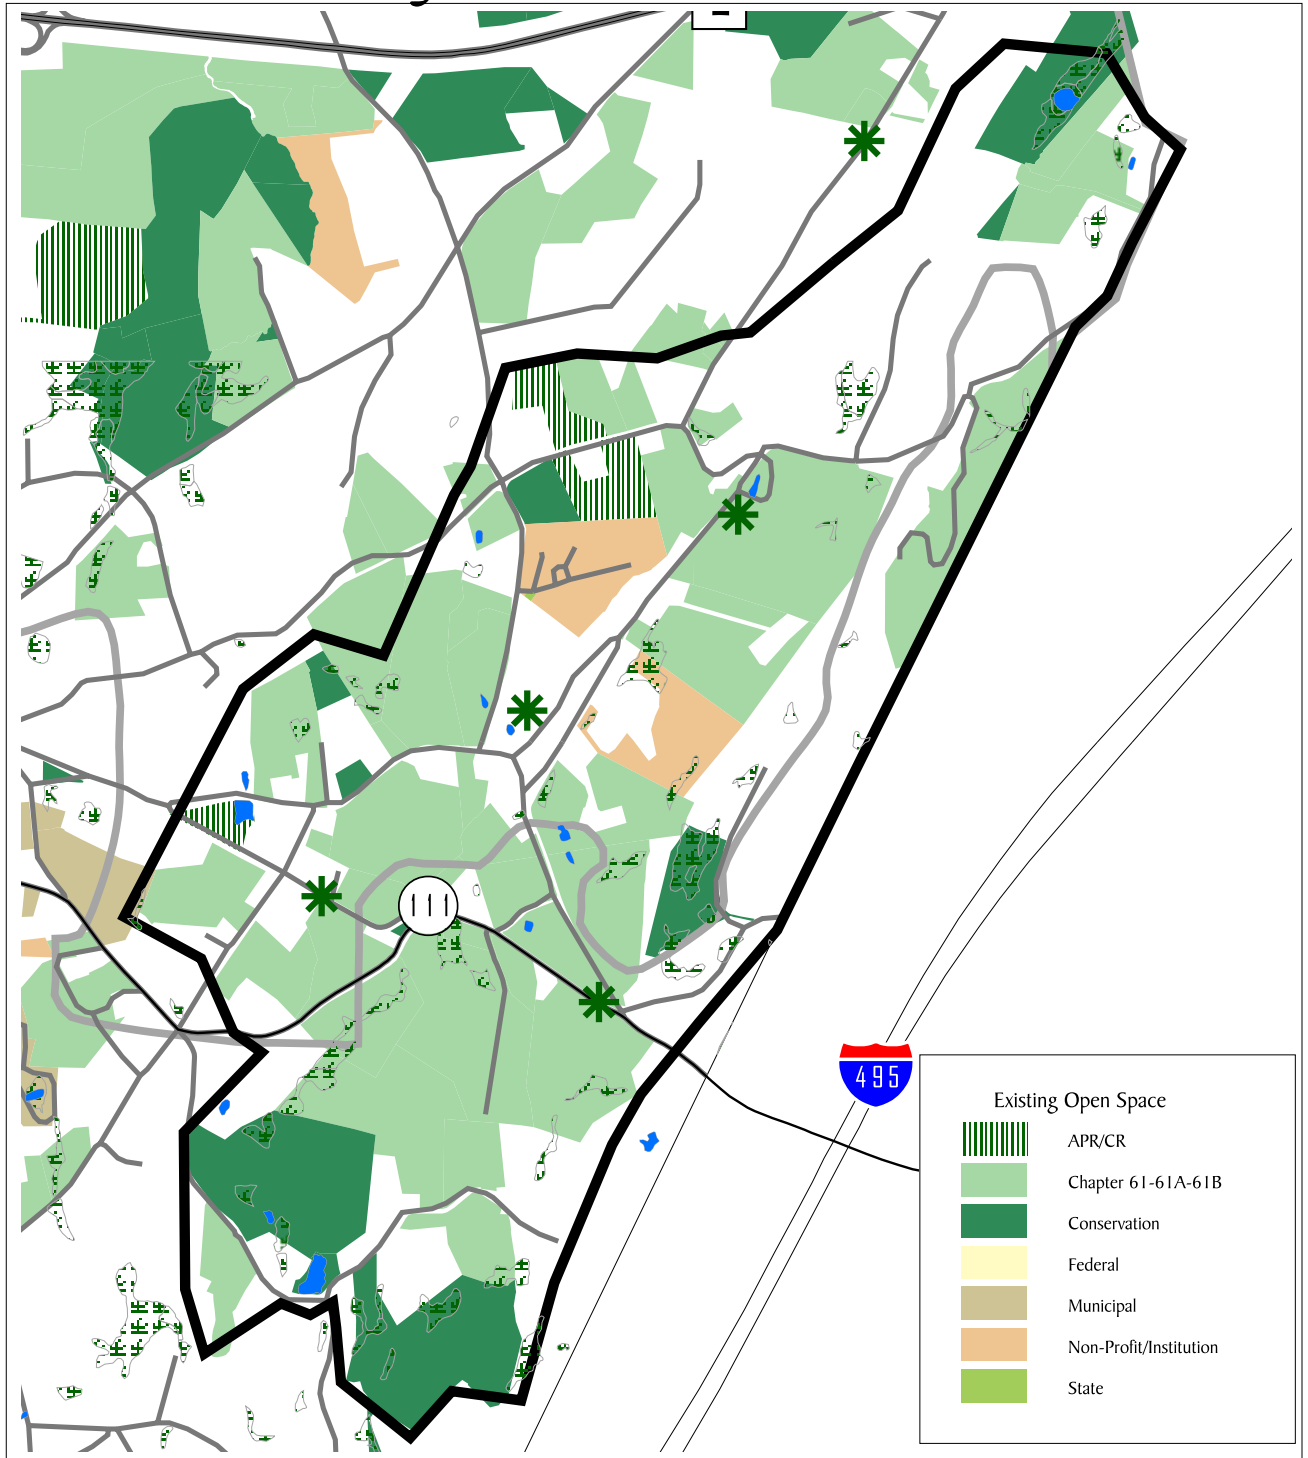 111
495
Existing Open Space
APR/CR
Chapter 61-61A-61B
Conservation
Federal
Municipal
Non-Profit/Institution
State